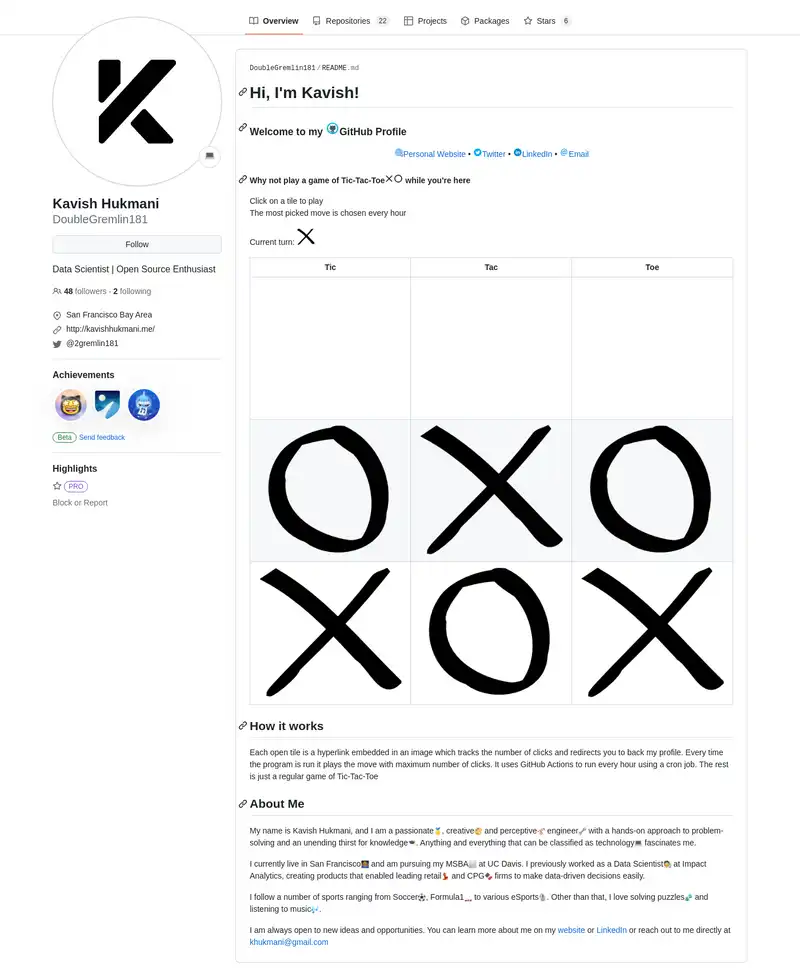 Overview Repositories 22 Projects Packages Stars 6
Kavish Hukmani
DoubleGremlin181
Follow
Data Scientist | Open Source Enthusiast
48 followers · 2 following
San Francisco Bay Area
http://kavishhukmani.me/
@2gremlin181
Achievements
Beta Send feedback
Highlights
PRO
Block or Report
DoubleGremlin181/README.md
Hi, I'm Kavish!
Welcome to my GitHub Profile
Personal Website • Twitter • LinkedIn • Email
Why not play a game of Tic-Tac-Toe while you're here
Click on a tile to play
The most picked move is chosen every hour
Current turn: X
Tic Tac Toe
O X O
X O X
How it works
Each open tile is a hyperlink embedded in an image which tracks the number of clicks and redirects you to back my profile. Every time
the program is run it plays the move with maximum number of clicks. It uses GitHub Actions to run every hour using a cron job. The rest
is just a regular game of Tic-Tac-Toe
About Me
My name is Kavish Hukmani, and I am a passionate, creative and perceptive engineer with a hands-on approach to problem-
solving and an unending thirst for knowledge. Anything and everything that can be classified as technology fascinates me.
I currently live in San Francisco and am pursuing my MSBA at UC Davis. I previously worked as a Data Scientist at Impact
Analytics, creating products that enabled leading retail and CPG firms to make data-driven decisions easily.
I follow a number of sports ranging from Soccer, Formula1 to various eSports. Other than that, I love solving puzzles and
listening to music.
I am always open to new ideas and opportunities. You can learn more about me on my website or LinkedIn or reach out to me directly at
khukmani@gmail.com